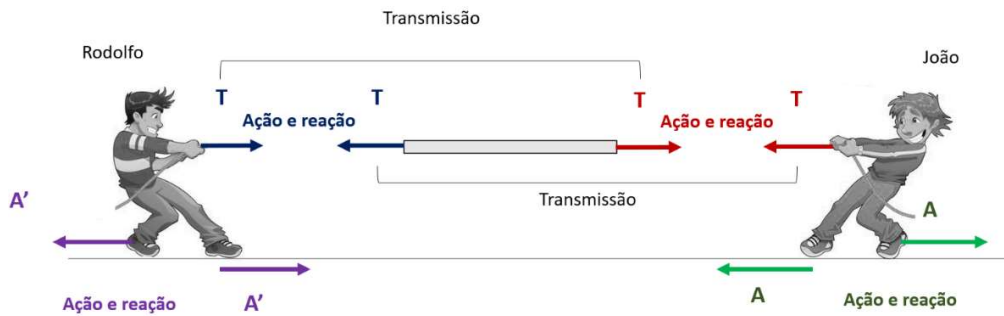 Transmissão
Rodolfo
João
T
T
T
T
Ação e reação
Ação e reação
Transmissão
A’
A
Ação e reação
A’
A
Ação e reação